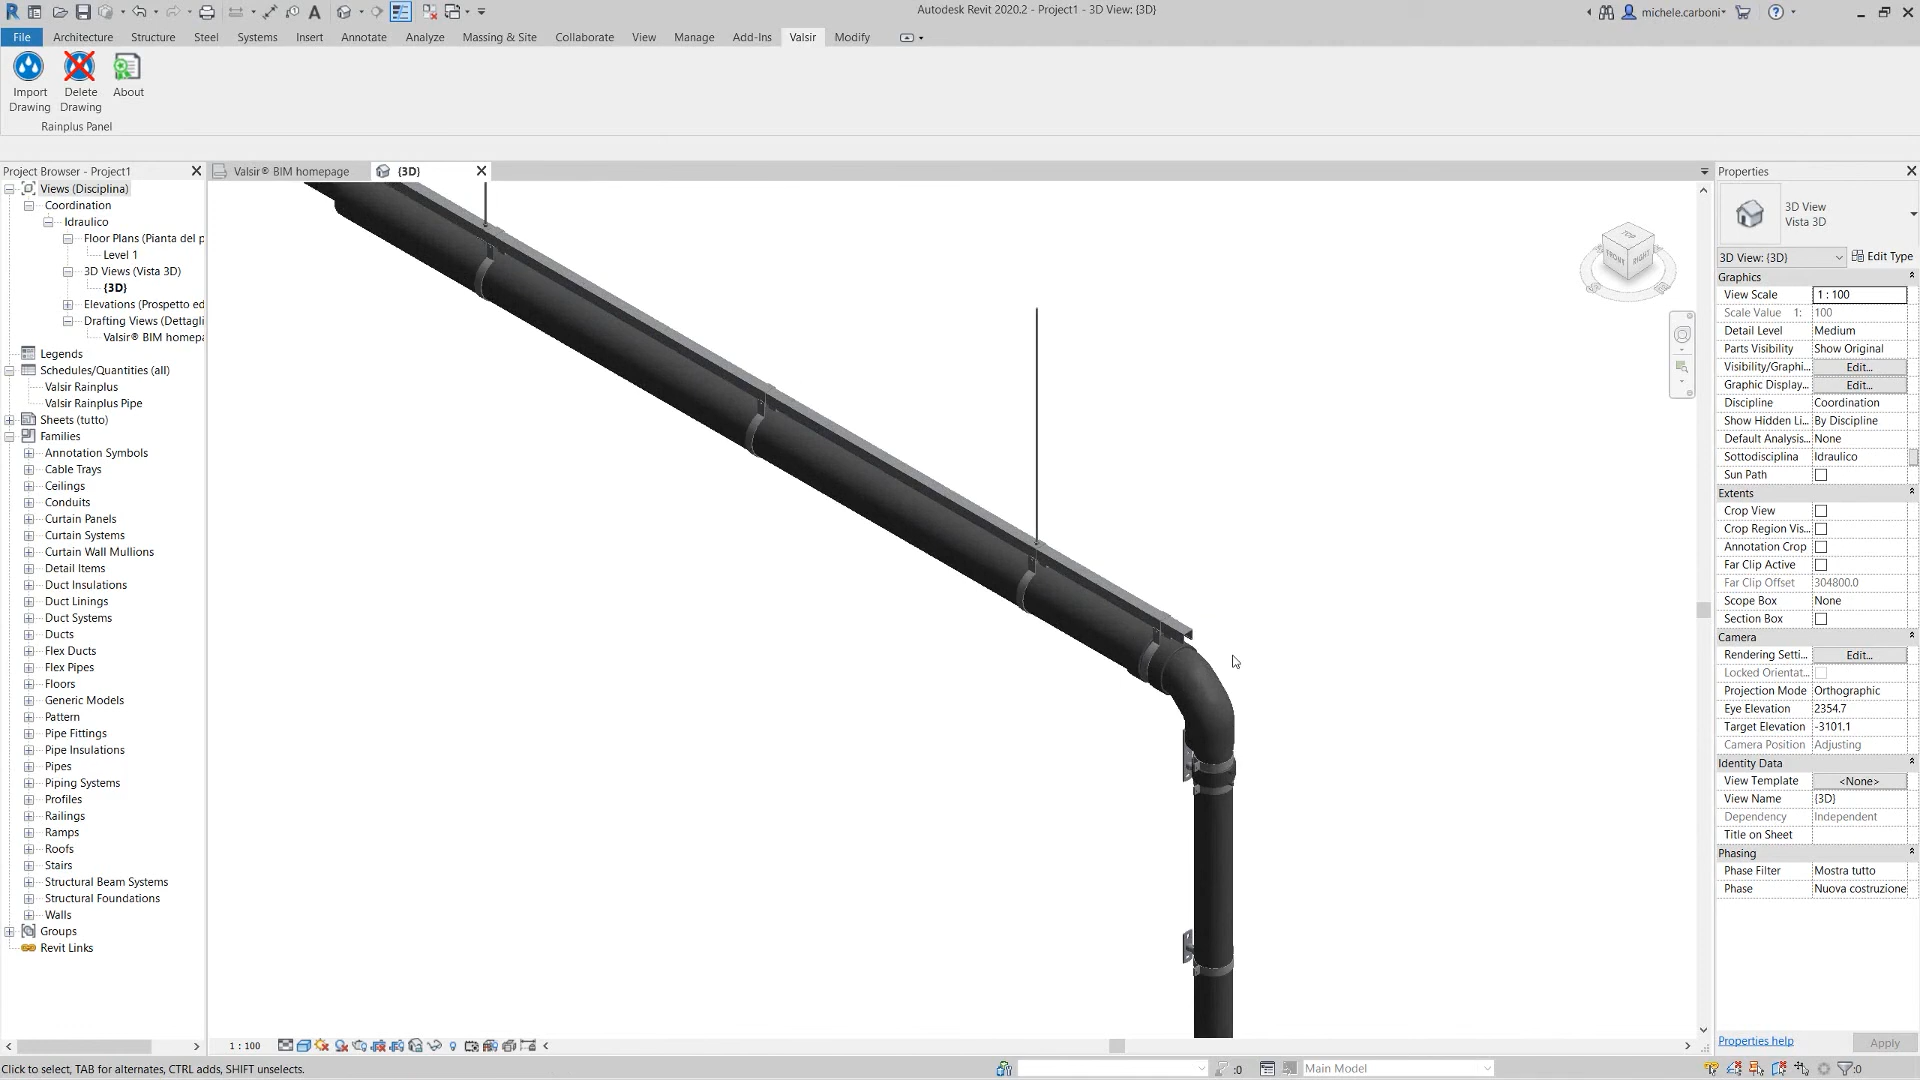 Autodesk Revit 2020.2 - Project1 - 3D View: {3D}
michele.carboni
File Architecture Structure Steel Systems Insert Annotate Analyze Massing & Site Collaborate View Manage Add-Ins Valsir Modify
Import Drawing
Delete Drawing
About
Rainplus Panel
Project Browser - Project1
Valsir® BIM homepage
{3D}
Views (Disciplina)
Coordination
Idraulico
Floor Plans (Pianta del p
Level 1
3D Views (Vista 3D)
{3D}
Elevations (Prospetto ed
Drafting Views (Dettagli
Valsir® BIM homepa
Legends
Schedules/Quantities (all)
Valsir Rainplus
Valsir Rainplus Pipe
Sheets (tutto)
Families
Annotation Symbols
Cable Trays
Ceilings
Conduits
Curtain Panels
Curtain Systems
Curtain Wall Mullions
Detail Items
Duct Insulations
Duct Linings
Duct Systems
Ducts
Flex Ducts
Flex Pipes
Floors
Generic Models
Pattern
Pipe Fittings
Pipe Insulations
Pipes
Piping Systems
Profiles
Railings
Ramps
Roofs
Stairs
Structural Beam Systems
Structural Foundations
Walls
Groups
Revit Links
TOP
FRONT
RIGHT
Properties
3D View
Vista 3D
3D View: {3D} Edit Type
Graphics
View Scale 1 : 100
Scale Value 1: 100
Detail Level Medium
Parts Visibility Show Original
Visibility/Graphi... Edit...
Graphic Display... Edit...
Discipline Coordination
Show Hidden Li... By Discipline
Default Analysis... None
Sottodisciplina Idraulico
Sun Path
Extents
Crop View
Crop Region Vis...
Annotation Crop
Far Clip Active
Far Clip Offset 304800.0
Scope Box None
Section Box
Camera
Rendering Setti... Edit...
Locked Orientat...
Projection Mode Orthographic
Eye Elevation 2354.7
Target Elevation -3101.1
Camera Position Adjusting
Identity Data
View Template <None>
View Name {3D}
Dependency Independent
Title on Sheet
Phasing
Phase Filter Mostra tutto
Phase Nuova costruzione
Properties help
Apply
1 : 100
Click to select, TAB for alternates, CTRL adds, SHIFT unselects.
:0
Main Model
:0